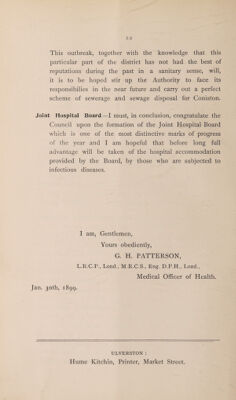 This outbreak, together with the knowledge that this
particular part of the district has not had the best of
reputations during the past in a sanitary sense, will,
it is to be hoped stir up the Authority to face its
responsibilies in the near future and carry out a perfect
scheme of sewerage and sewage disposal for Coniston.
Joint Hospital Board—I must, in conclusion, congratulate the
Council upon the formation of the Joint Hospital Board
which is one of the most distinctive marks of progress
of the year and I am hopeful that before long full
advantage will be taken of the hospital accommodation
provided by the Board, by those who are subjected to
infectious diseases.
I am, Gentlemen,
Yours obediently,
G. H. PATTERSON,
L.R.C.P., Lond., M.R.C.S., Eng. D.P.H., Lond.,
Medical Officer of Health.
Jan. 30th, 1899.
ULVERSTON:
Hume Kitchin, Printer, Market Street.